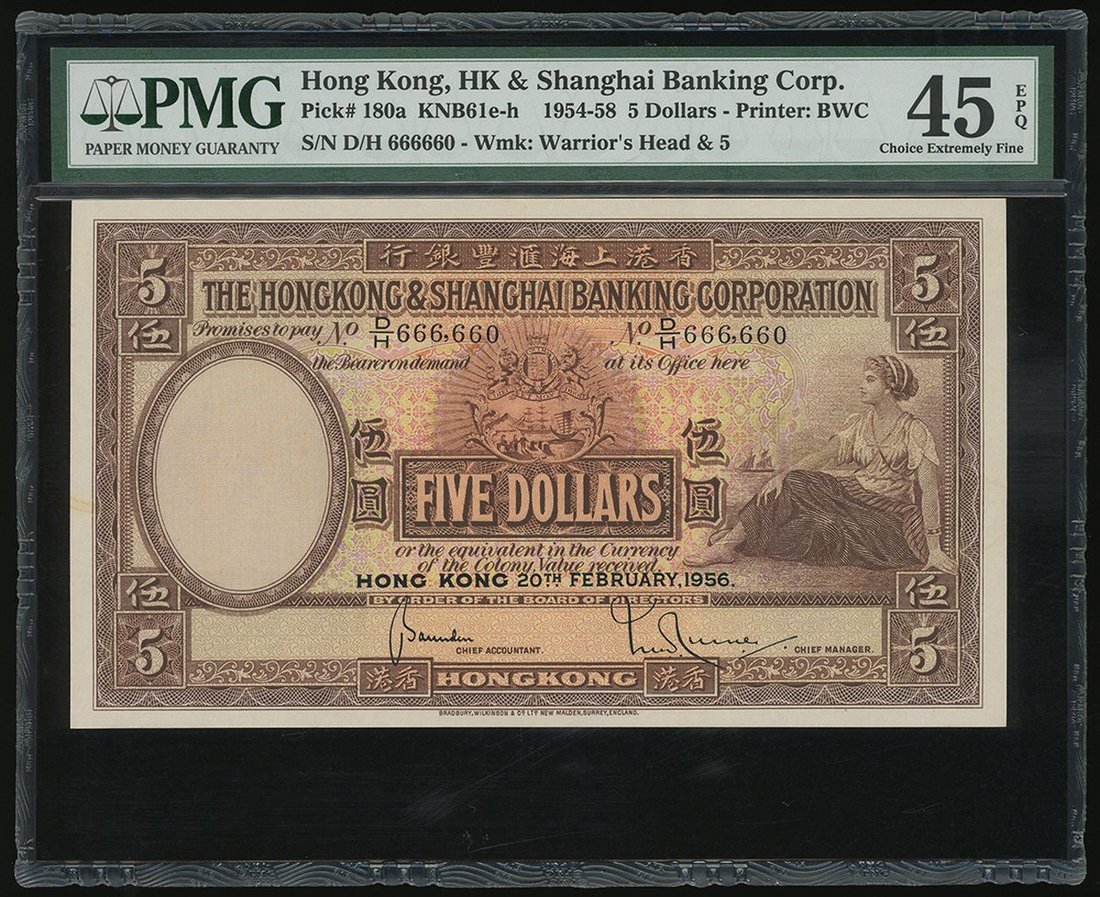 PMG
PAPER MONEY GUARANTY
Hong Kong, HK & Shanghai Banking Corp.
Pick# 180a KNB61e-h 1954-58 5 Dollars - Printer: BWC
S/N D/H 666660 - Wmk: Warrior's Head & 5
45
EPQ
Choice Extremely Fine
5 行銀豐滙海上港香 5
THE HONGKONG & SHANGHAI BANKING CORPORATION
伍 伍
Promises to pay No D/H 666,660 No D/H 666,660
the Bearer on demand at its Office here
伍圓 伍圓
FIVE DOLLARS
or the equivalent in the Currency
of the Colony, Value received.
HONG KONG 20TH FEBRUARY, 1956.
伍 伍
BY ORDER OF THE BOARD OF DIRECTORS
CHIEF ACCOUNTANT. CHIEF MANAGER.
5 5
港香 HONGKONG 港香
BRADBURY, WILKINSON & Co LTD NEW MALDEN, SURREY, ENGLAND.